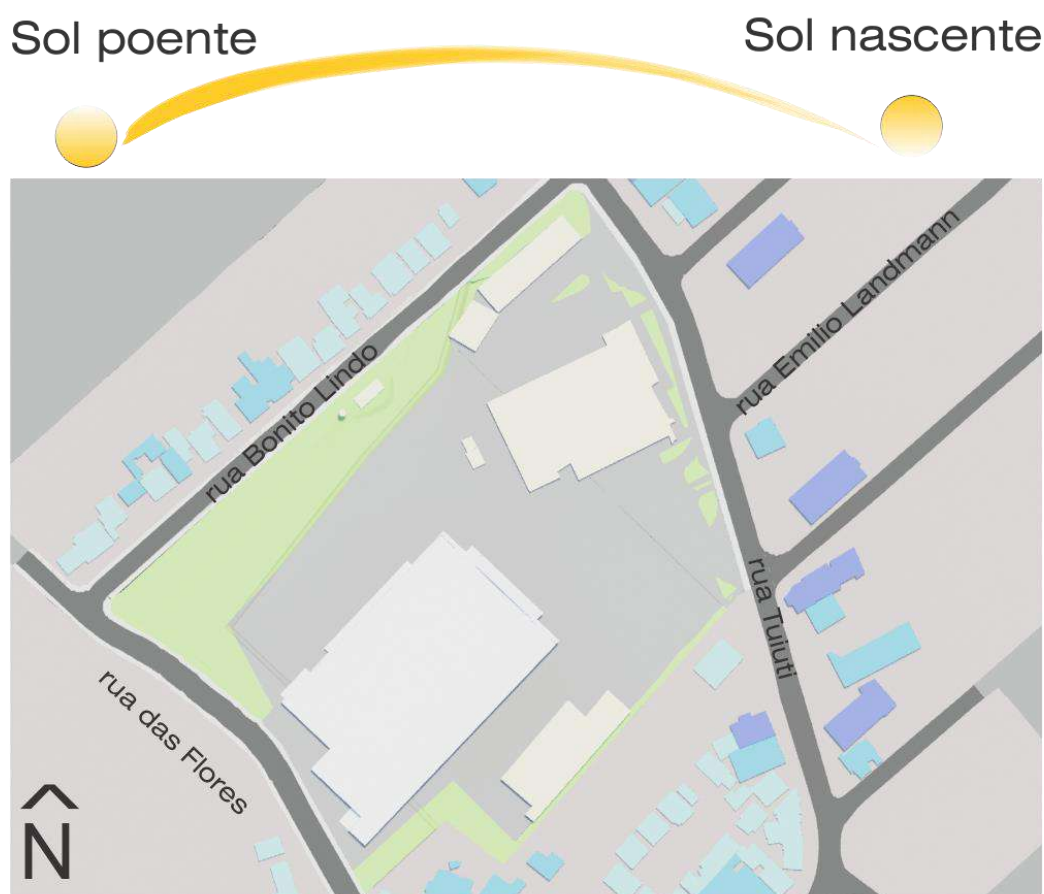 Sol poente
Sol nascente
rua Emilio Landmann
rua Bonito Lindo
rua Tuiuti
rua das Flores
N